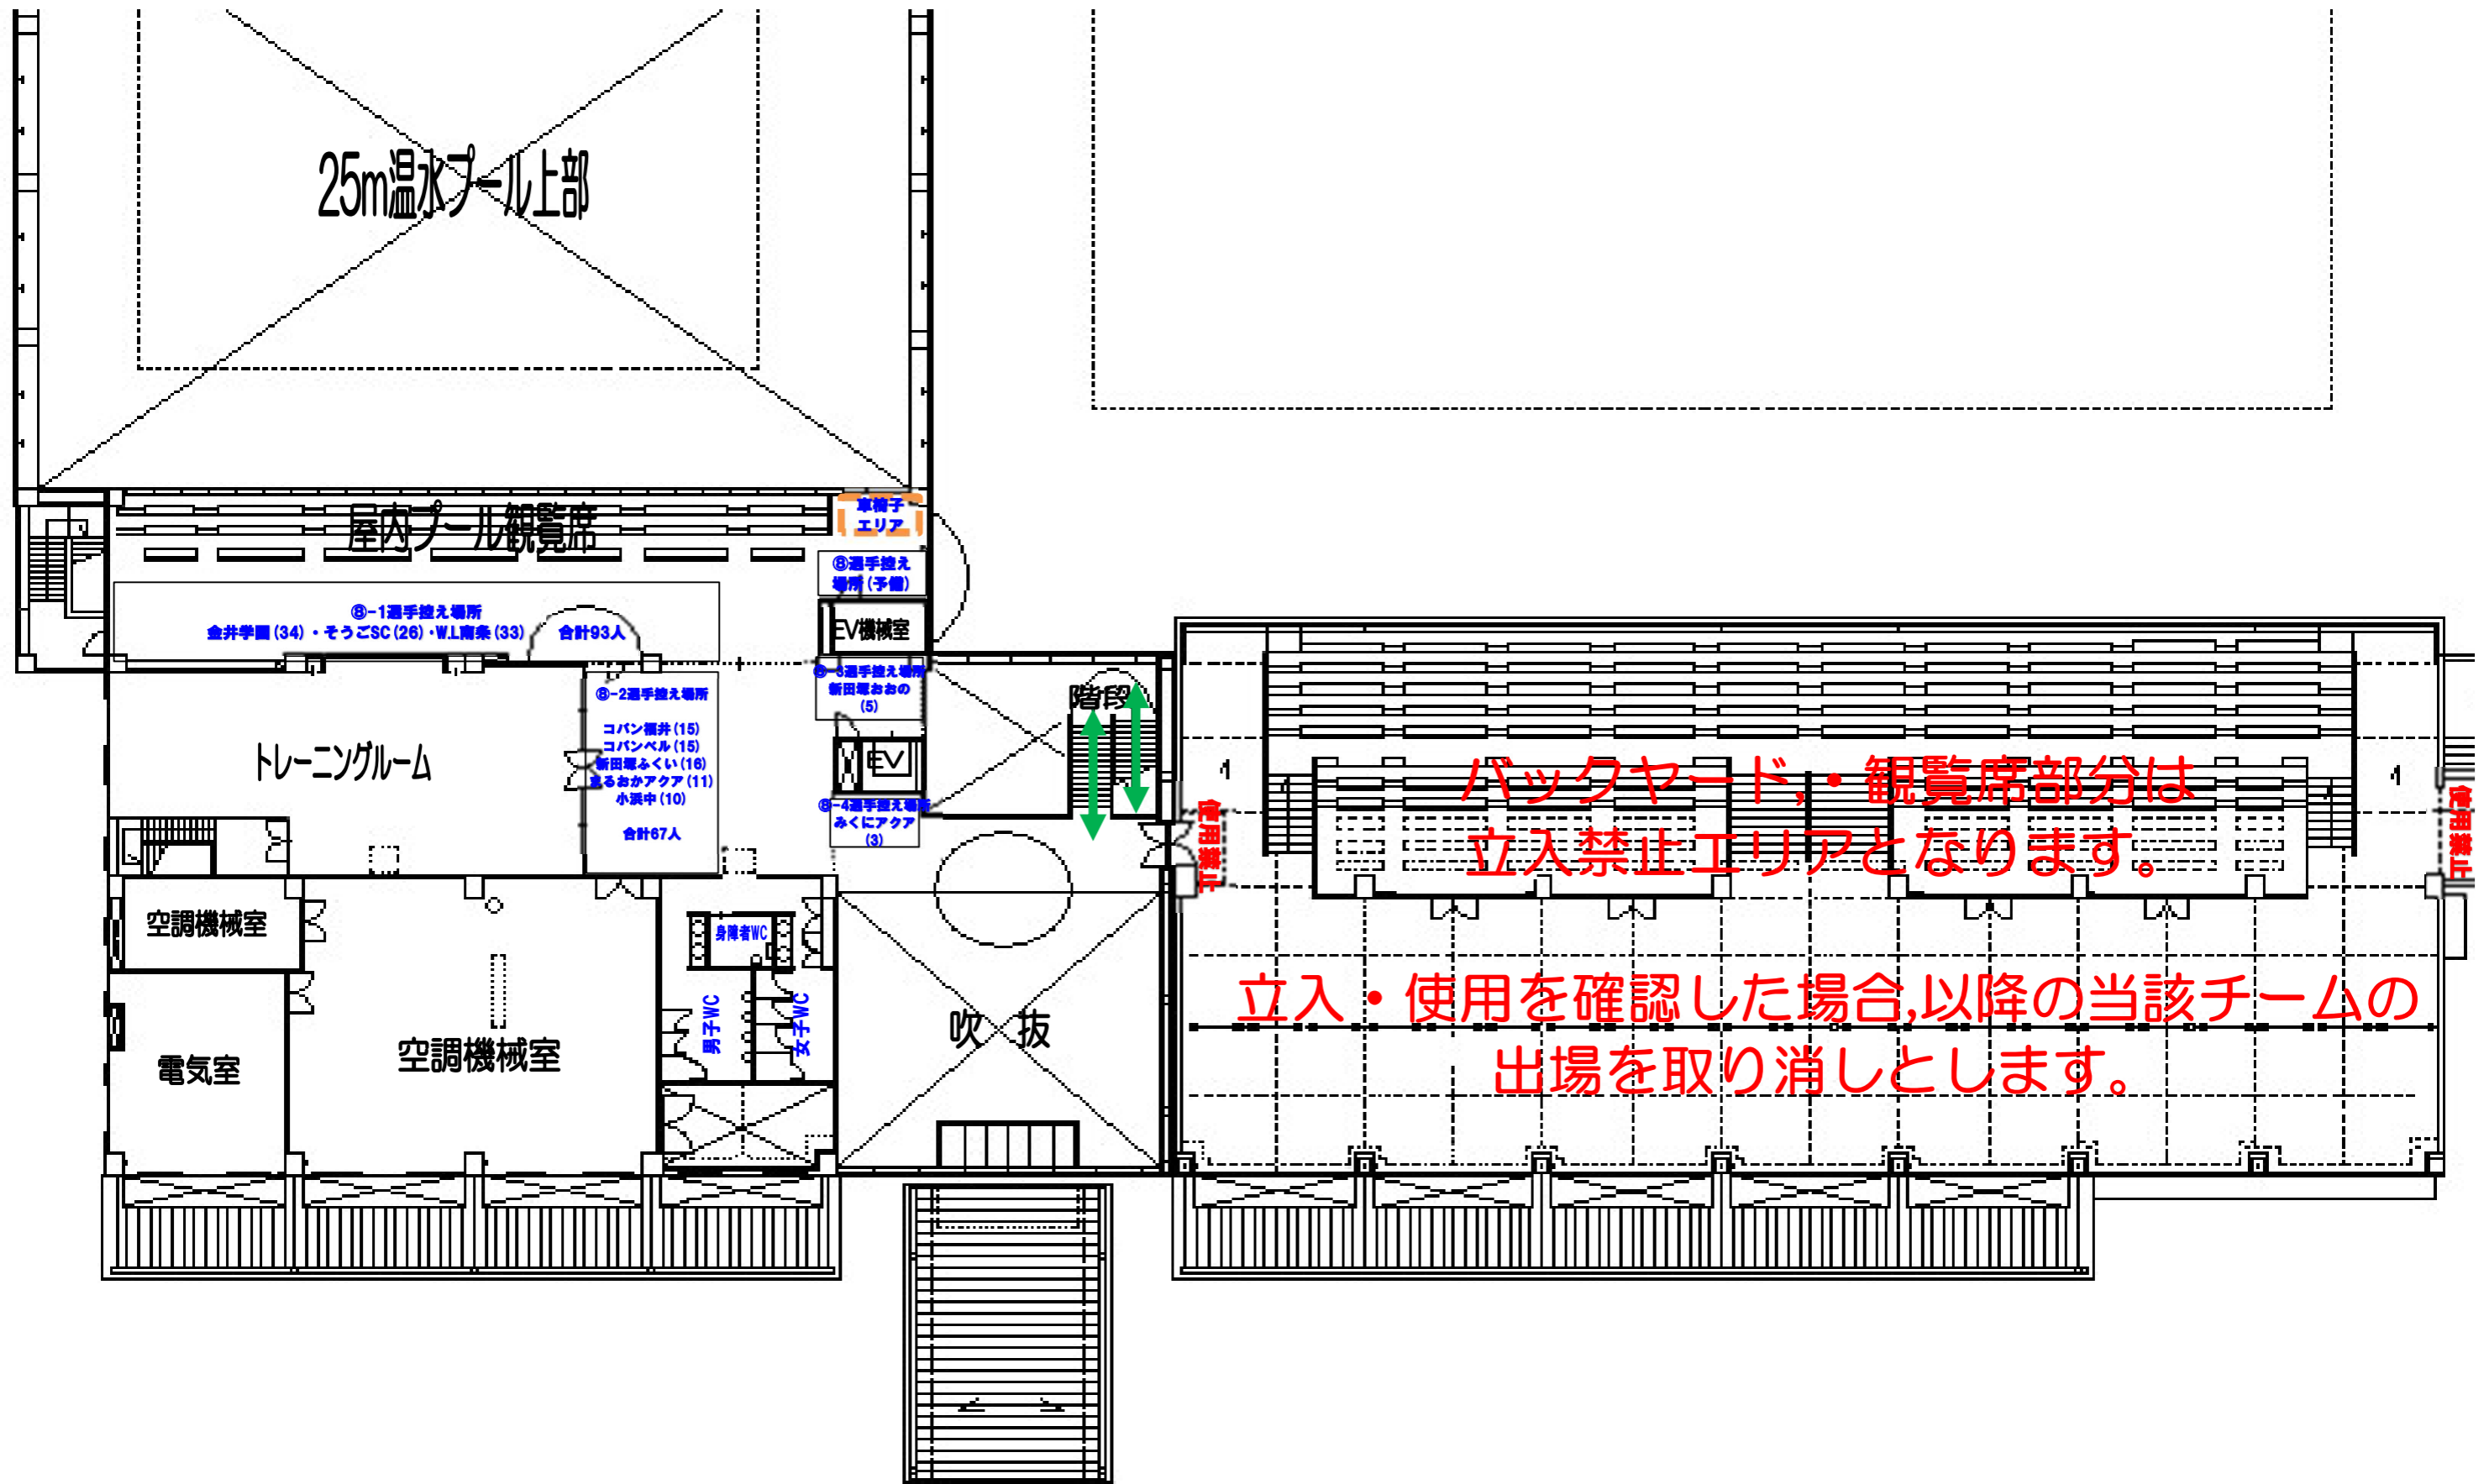 25m温水プール上部
屋内プール観覧席
車椅子
エリア
⑧選手控え
場所(予備)
⑧-1選手控え場所
金井学園(34)・そうごSC(26)・W.L南条(33) 合計93人
EV機械室
⑧-2選手控え場所
コパン福井(15)
コパンベル(15)
新田塚ふくい(16)
まるおかアクア(11)
小浜中(10)
合計67人
⑧-3選手控え場所
新田塚おおの
(5)
階段
トレーニングルーム
EV
⑧-4選手控え場所
みくにアクア
(3)
使用禁止
バックヤード,・観覧席部分は
立入禁止エリアとなります。
使用禁止
空調機械室
身障者WC
男子WC
女子WC
電気室
空調機械室
吹 抜
立入・使用を確認した場合,以降の当該チームの
出場を取り消しとします。